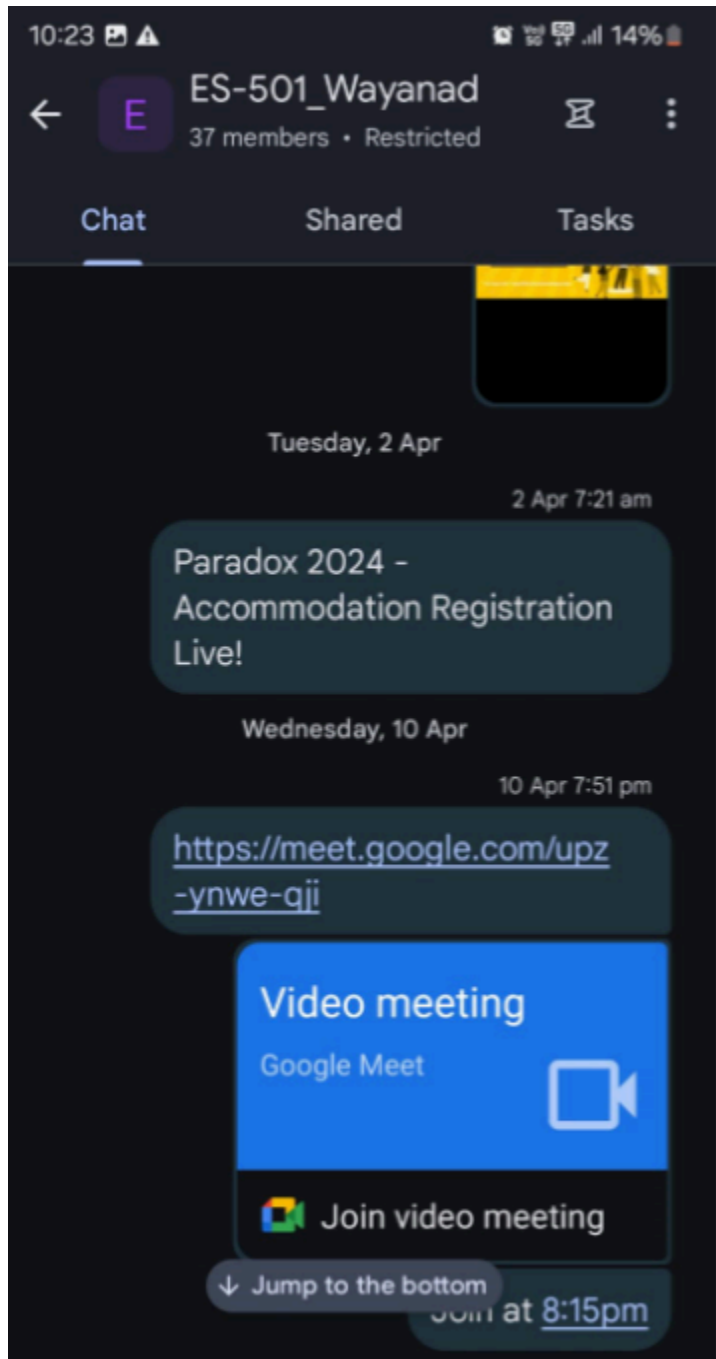 10:23 14%
E ES-501_Wayanad
37 members • Restricted
Chat Shared Tasks
Tuesday, 2 Apr
2 Apr 7:21 am
Paradox 2024 -
Accommodation Registration
Live!
Wednesday, 10 Apr
10 Apr 7:51 pm
https://meet.google.com/upz
-ynwe-qji
Video meeting
Google Meet
Join video meeting
↓ Jump to the bottom
Join at 8:15pm